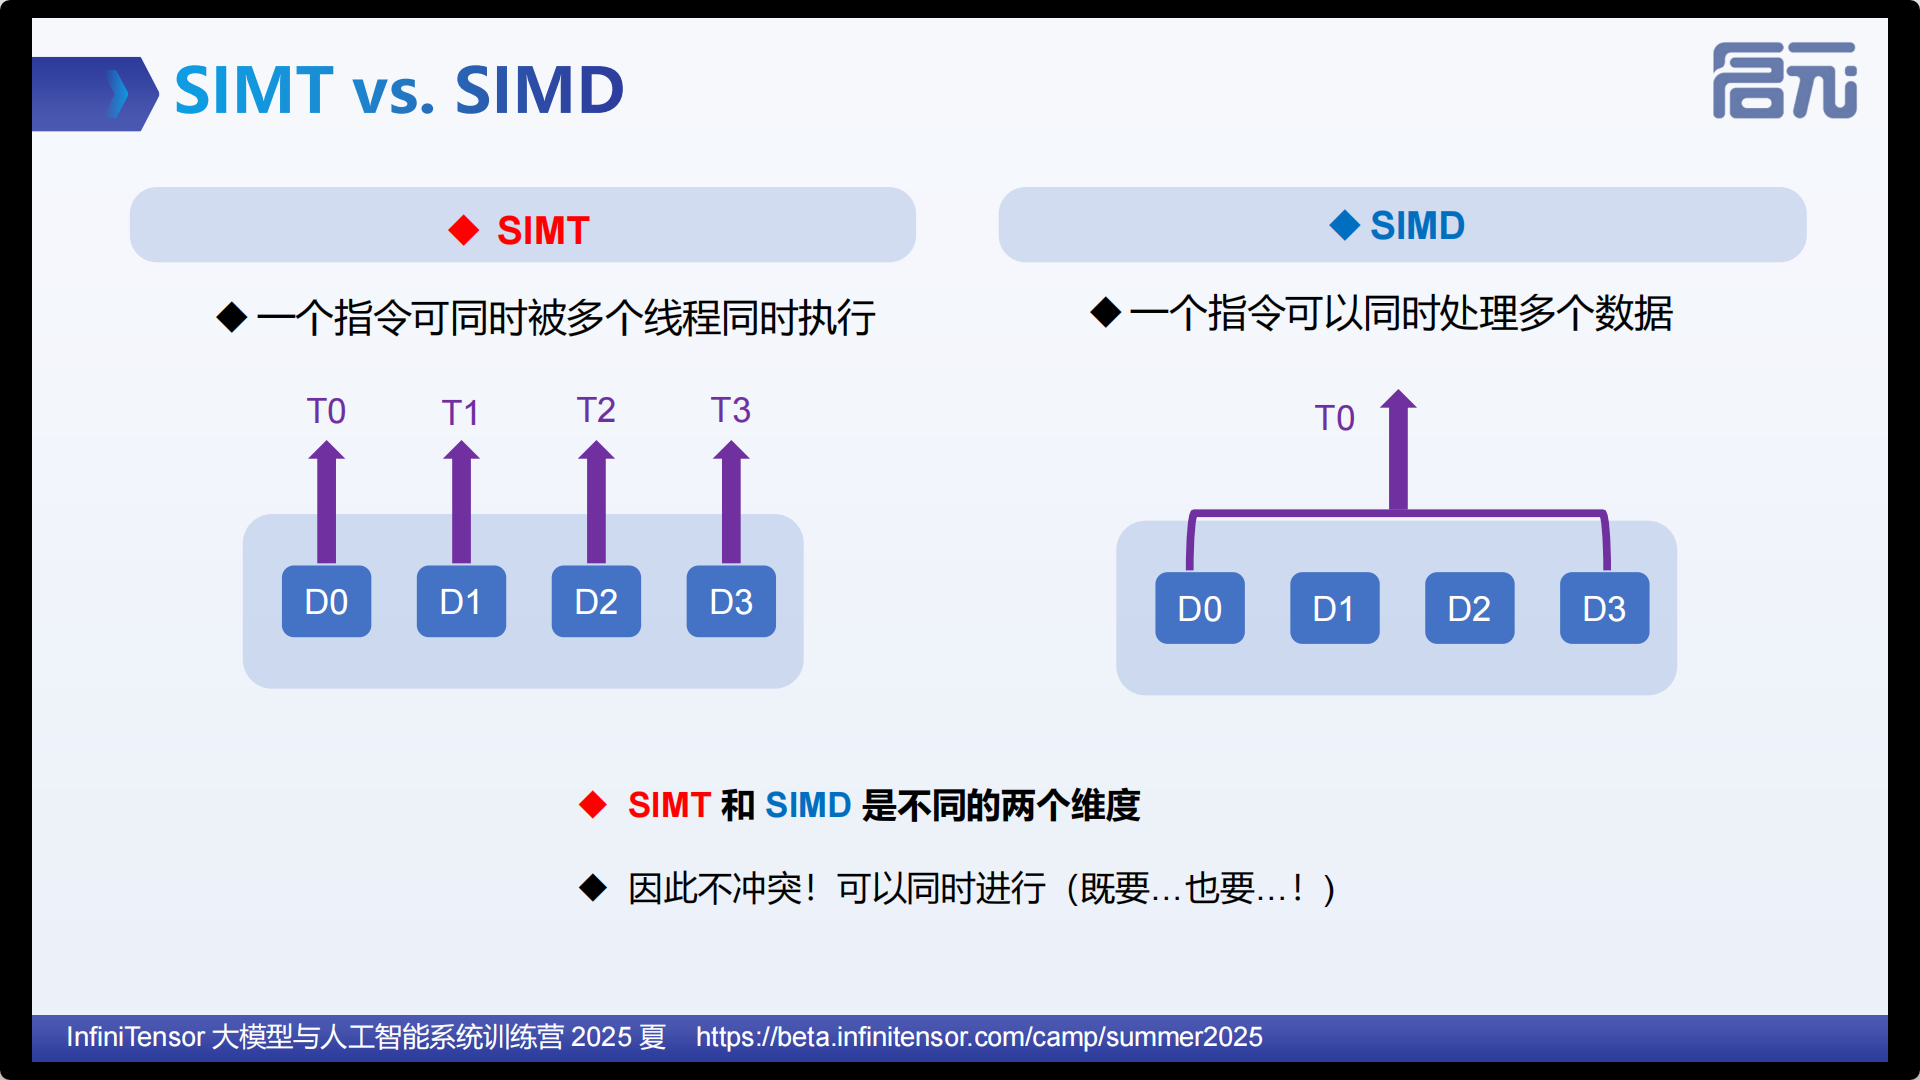 SIMT vs. SIMD
启元
◆ SIMT
◆ SIMD
◆ 一个指令可同时被多个线程同时执行
◆ 一个指令可以同时处理多个数据
T0 T1 T2 T3
T0
D0 D1 D2 D3
D0 D1 D2 D3
◆ SIMT 和 SIMD 是不同的两个维度
◆ 因此不冲突！可以同时进行（既要…也要…！)
InfiniTensor 大模型与人工智能系统训练营 2025 夏 https://beta.infinitensor.com/camp/summer2025